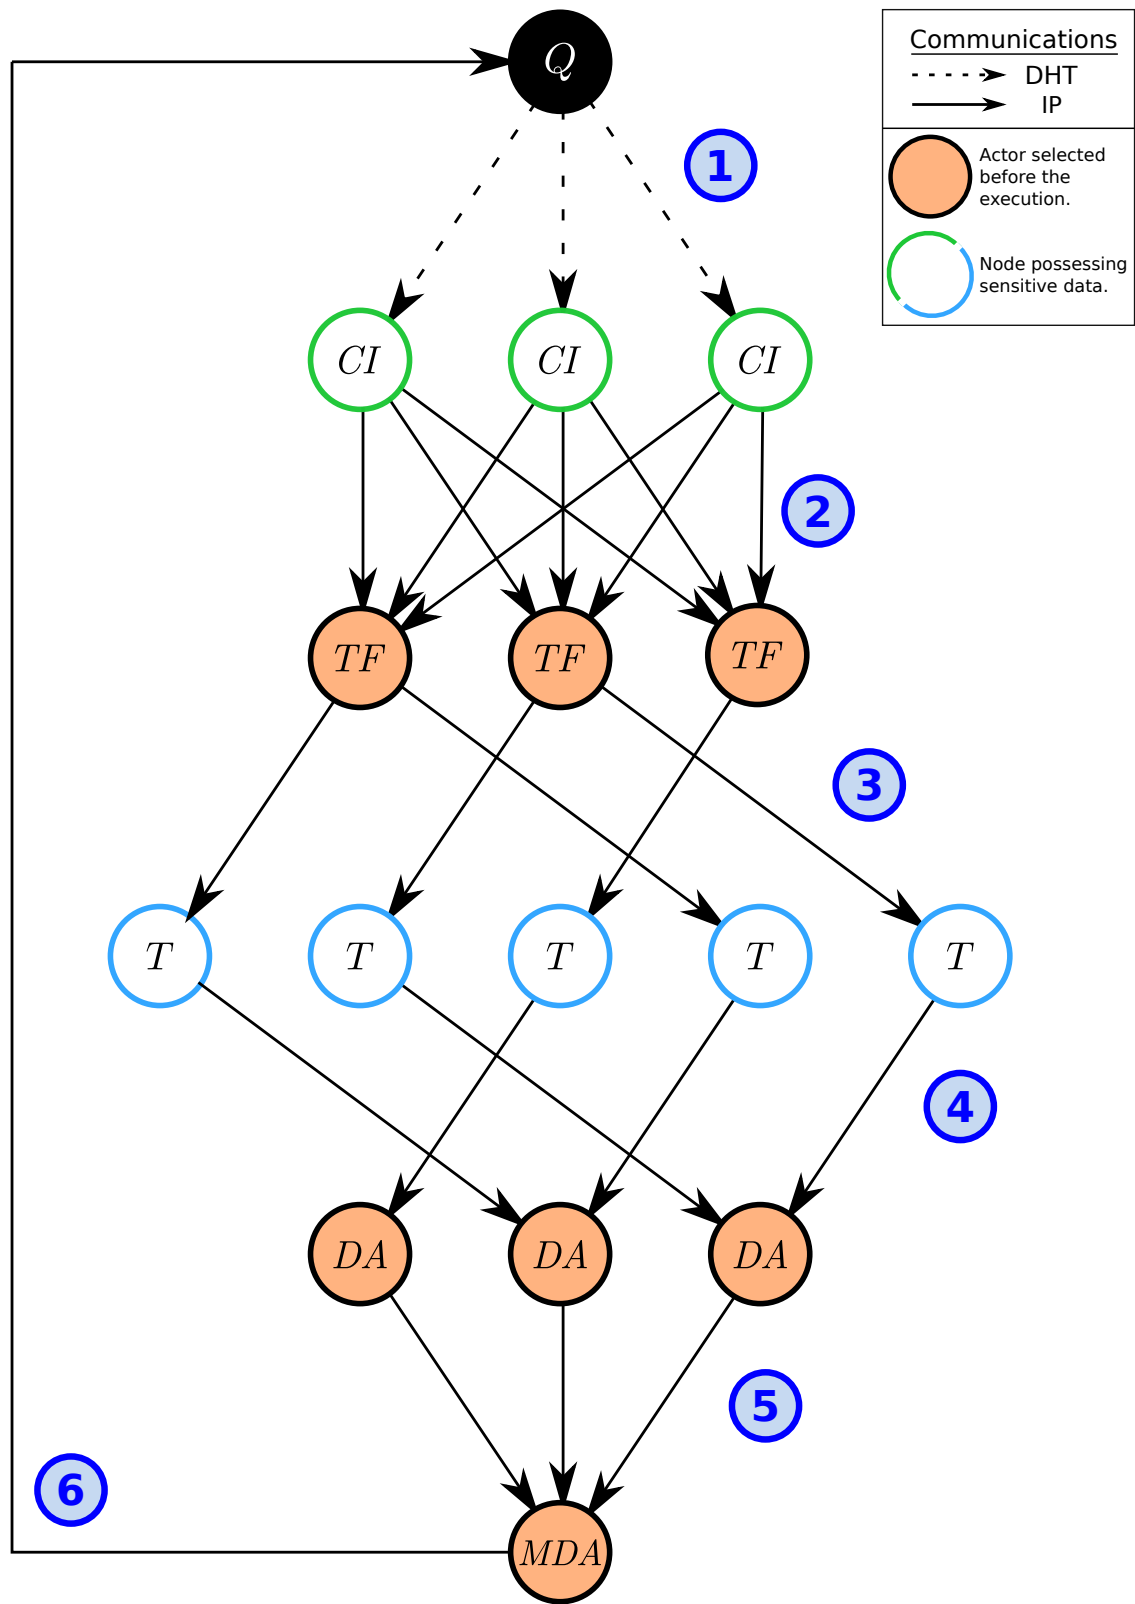 Q
Communications
DHT
IP
1
Actor selected
before the
execution.
Node possessing
sensitive data.
CI CI CI
2
TF TF TF
3
T T T T T
4
DA DA DA
5
6
MDA